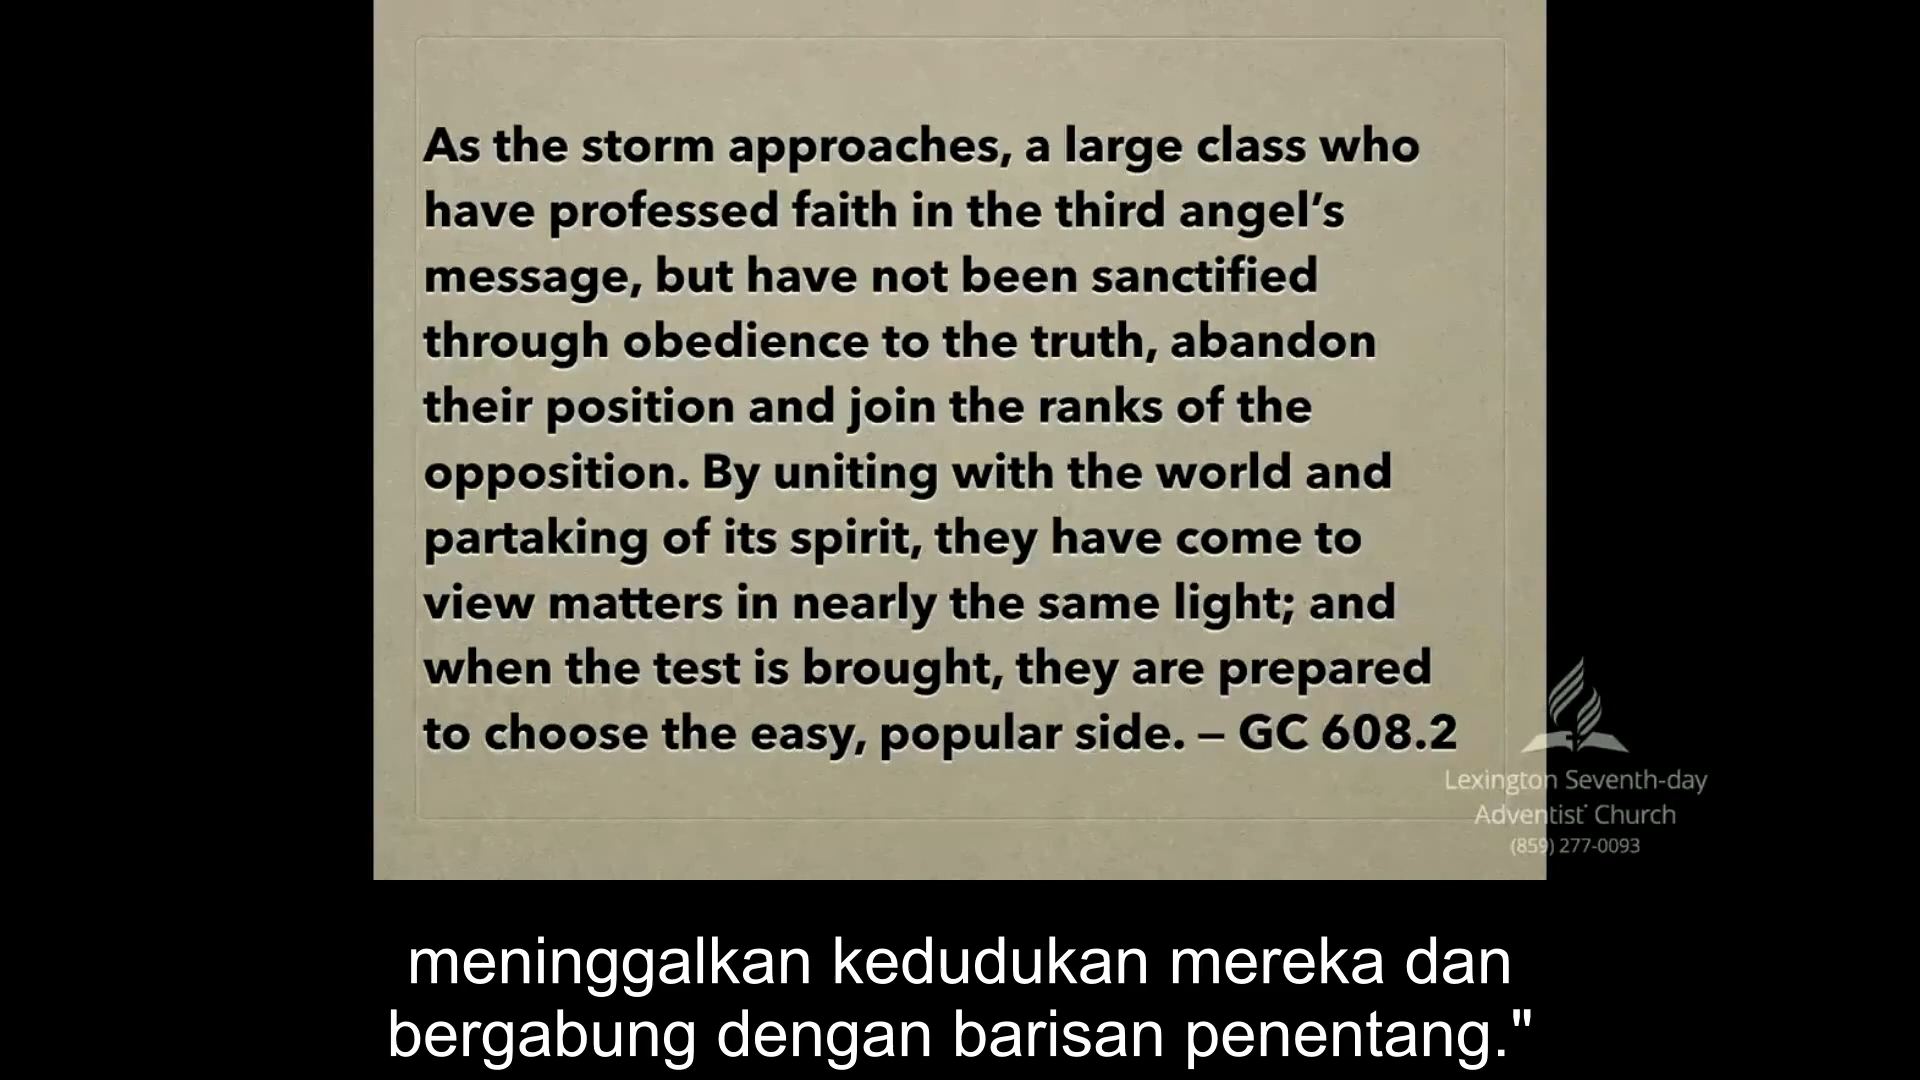 As the storm approaches, a large class who
have professed faith in the third angel’s
message, but have not been sanctified
through obedience to the truth, abandon
their position and join the ranks of the
opposition. By uniting with the world and
partaking of its spirit, they have come to
view matters in nearly the same light; and
when the test is brought, they are prepared
to choose the easy, popular side. – GC 608.2
Lexington Seventh-day
Adventist Church
(859) 277-0093
meninggalkan kedudukan mereka dan
bergabung dengan barisan penentang."